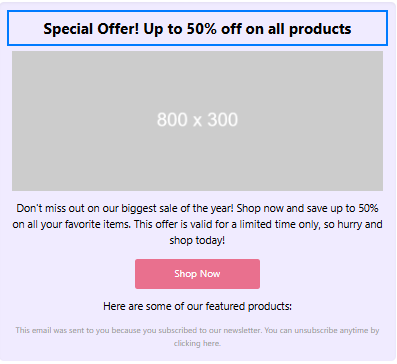 Special Offer! Up to 50% off on all products
800 x 300
Don't miss out on our biggest sale of the year! Shop now and save up to 50%
on all your favorite items. This offer is valid for a limited time only, so hurry and
shop today!
Shop Now
Here are some of our featured products:
This email was sent to you because you subscribed to our newsletter. You can unsubscribe anytime by
clicking here.